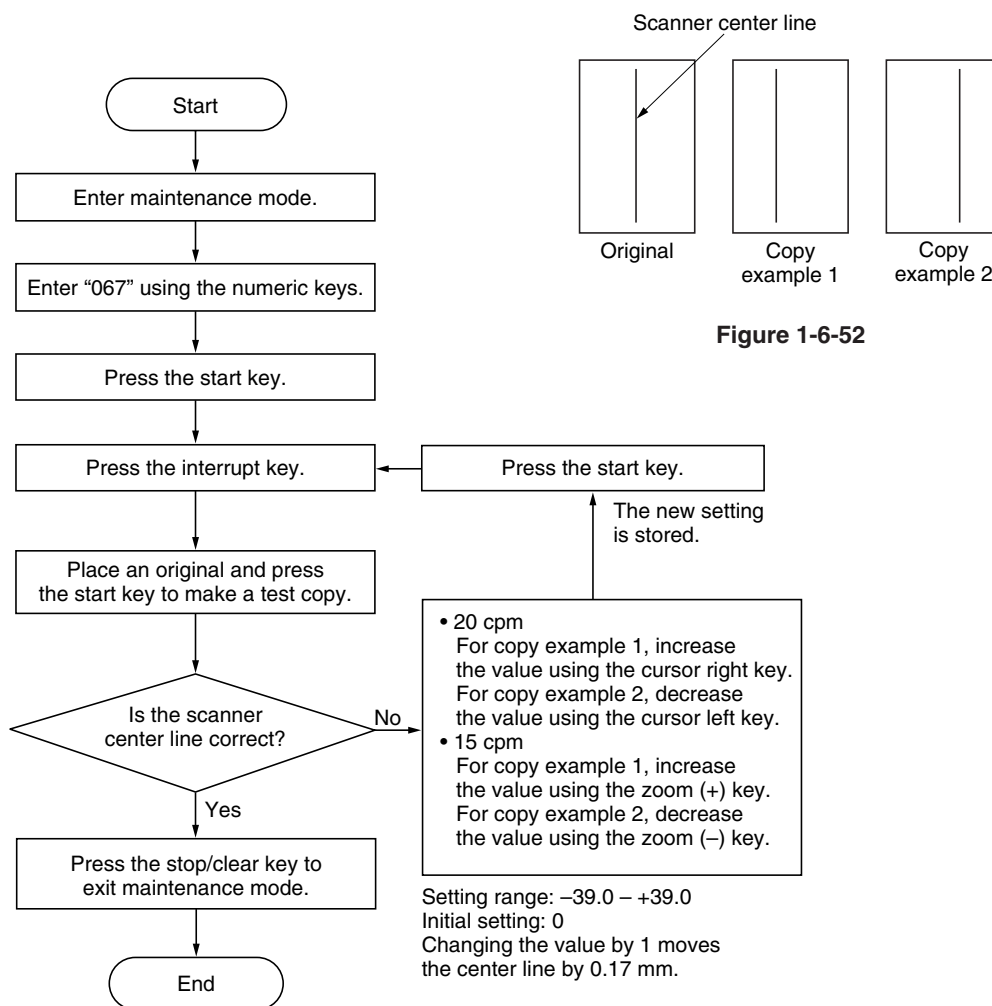 Start
Enter maintenance mode.
Enter “067” using the numeric keys.
Press the start key.
Press the interrupt key.
Place an original and press
the start key to make a test copy.
Is the scanner
center line correct?
No
Yes
Press the stop/clear key to
exit maintenance mode.
End
Press the start key.
The new setting
is stored.
• 20 cpm
For copy example 1, increase
the value using the cursor right key.
For copy example 2, decrease
the value using the cursor left key.
• 15 cpm
For copy example 1, increase
the value using the zoom (+) key.
For copy example 2, decrease
the value using the zoom (–) key.
Setting range: –39.0 – +39.0
Initial setting: 0
Changing the value by 1 moves
the center line by 0.17 mm.
Scanner center line
Original
Copy
example 1
Copy
example 2
Figure 1-6-52